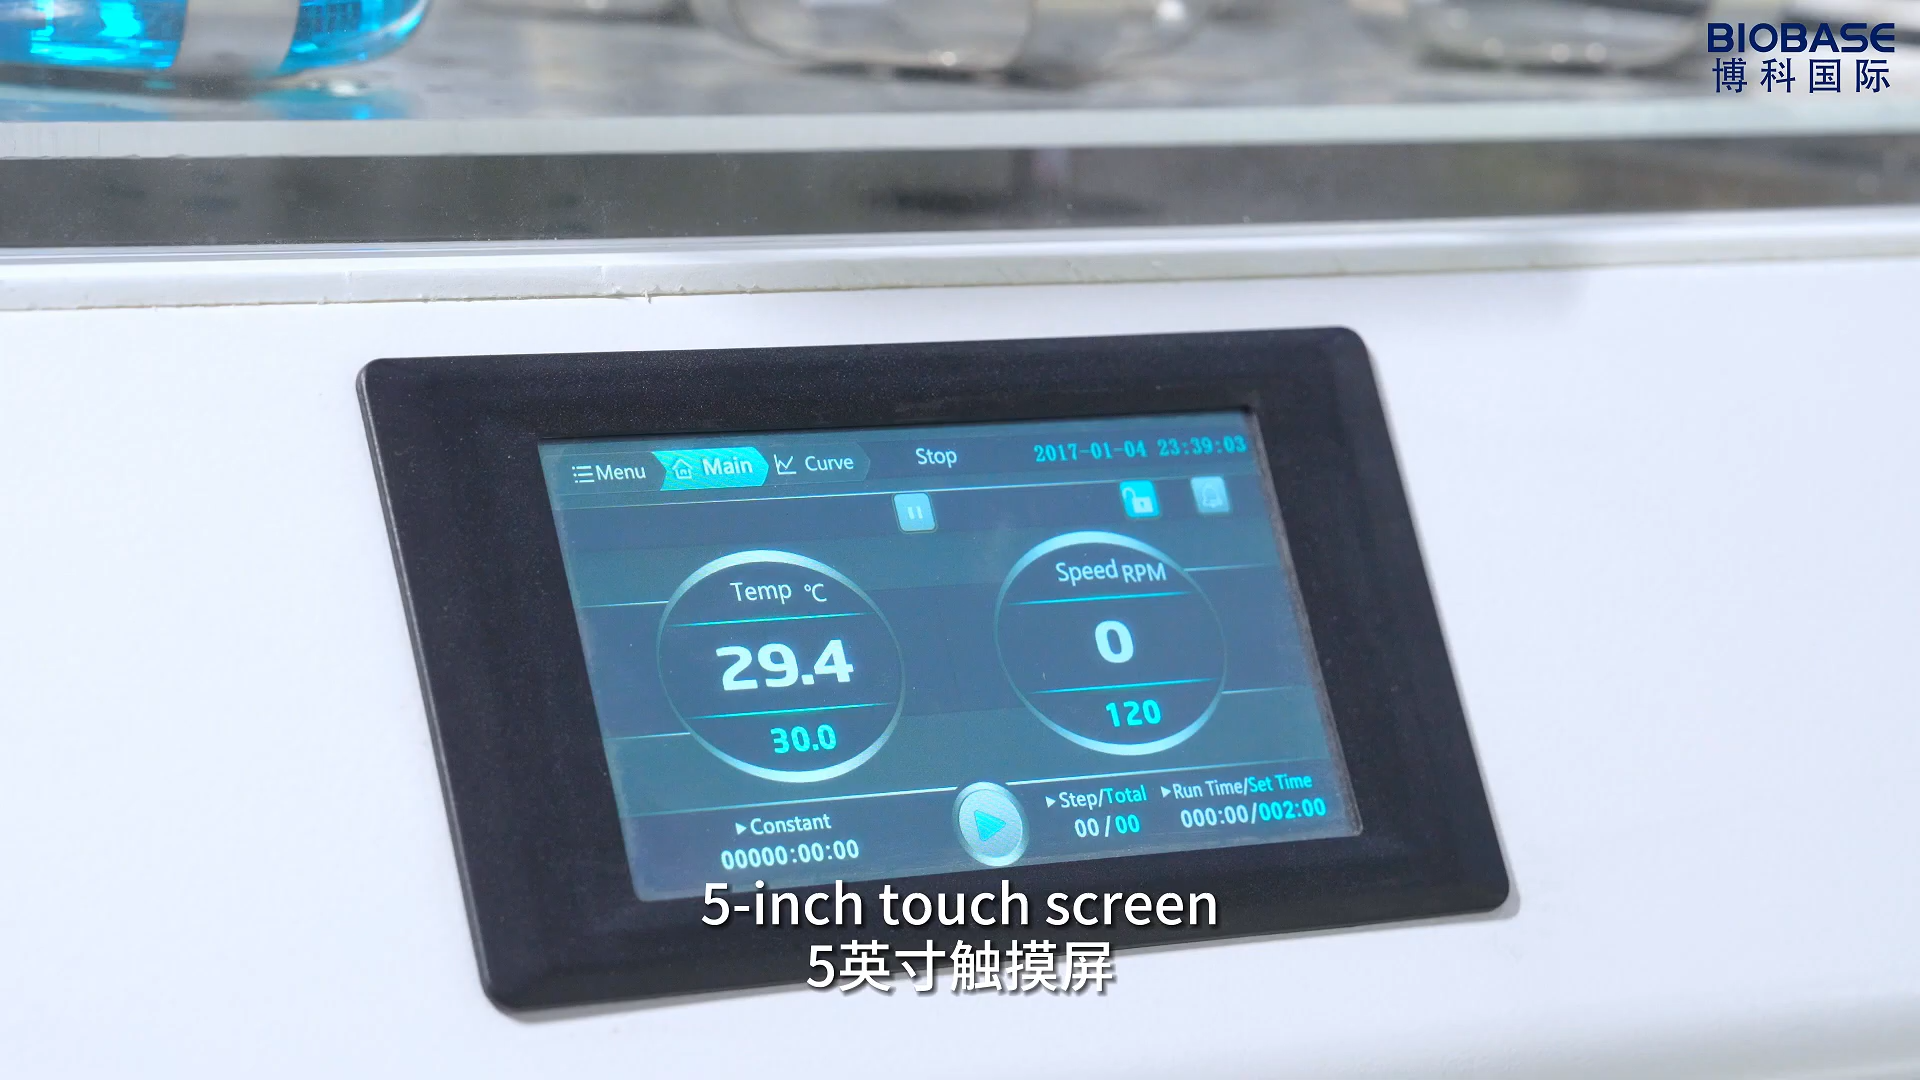 BIOBASE
博科国际
Menu Main Curve Stop 2017-01-04 23:39:03
Temp °C
29.4
30.0
Speed RPM
0
120
Constant
00000:00:00
Step/Total
00/00
Run Time/Set Time
000:00/002:00
5-inch touch screen
5英寸触摸屏